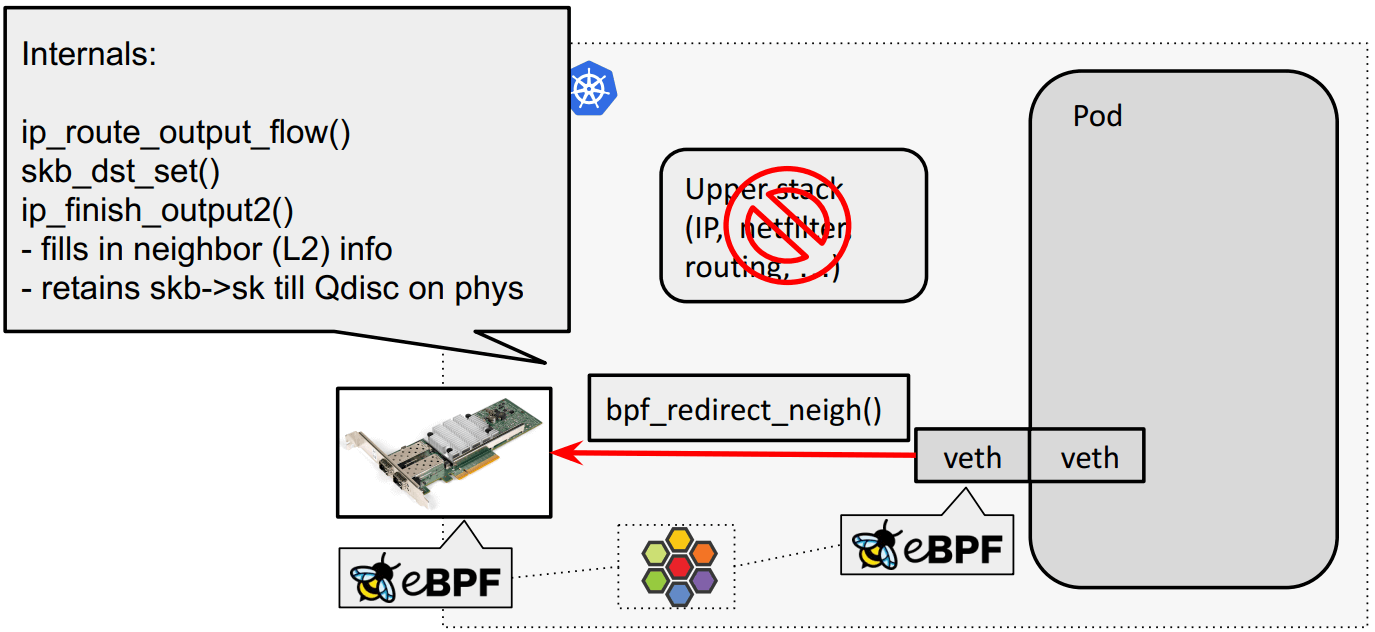 Internals:
ip_route_output_flow()
skb_dst_set()
ip_finish_output2()
- fills in neighbor (L2) info
- retains skb->sk till Qdisc on phys
Pod
Upper stack
(IP, netfilter,
routing, …)
bpf_redirect_neigh()
veth
veth
eBPF
eBPF